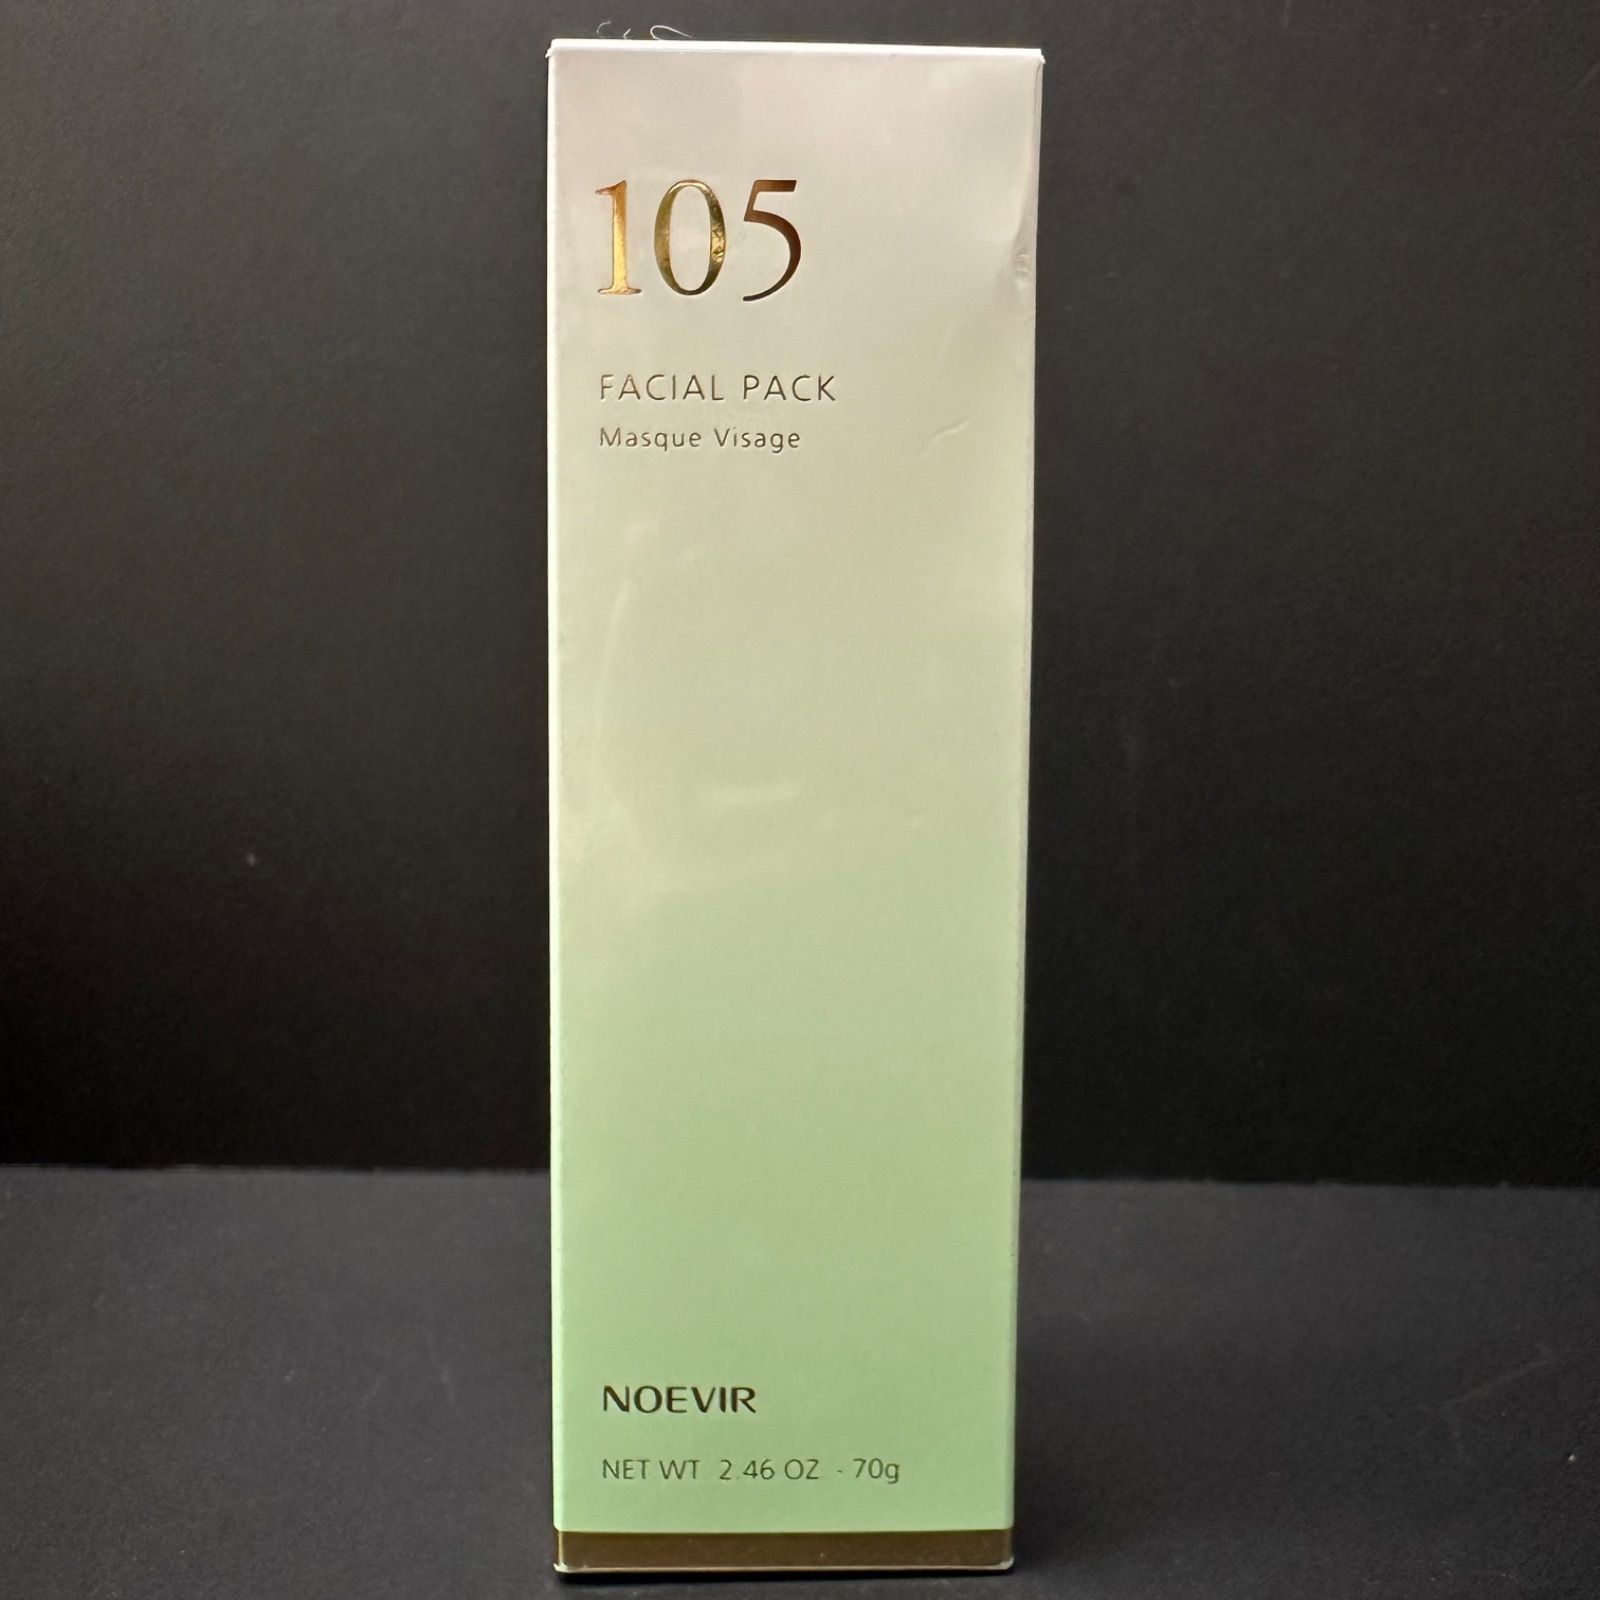 105
FACIAL PACK
Masque Visage
NOEVIR
NET WT. 2.46 OZ. · 70g